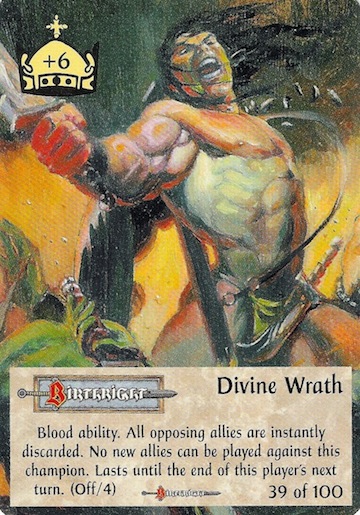 +6
BIRTHRIGHT
Divine Wrath
Blood ability. All opposing allies are instantly
discarded. No new allies can be played against this
champion. Lasts until the end of this player's next
turn. (Off/4)
BIRTHRIGHT
39 of 100